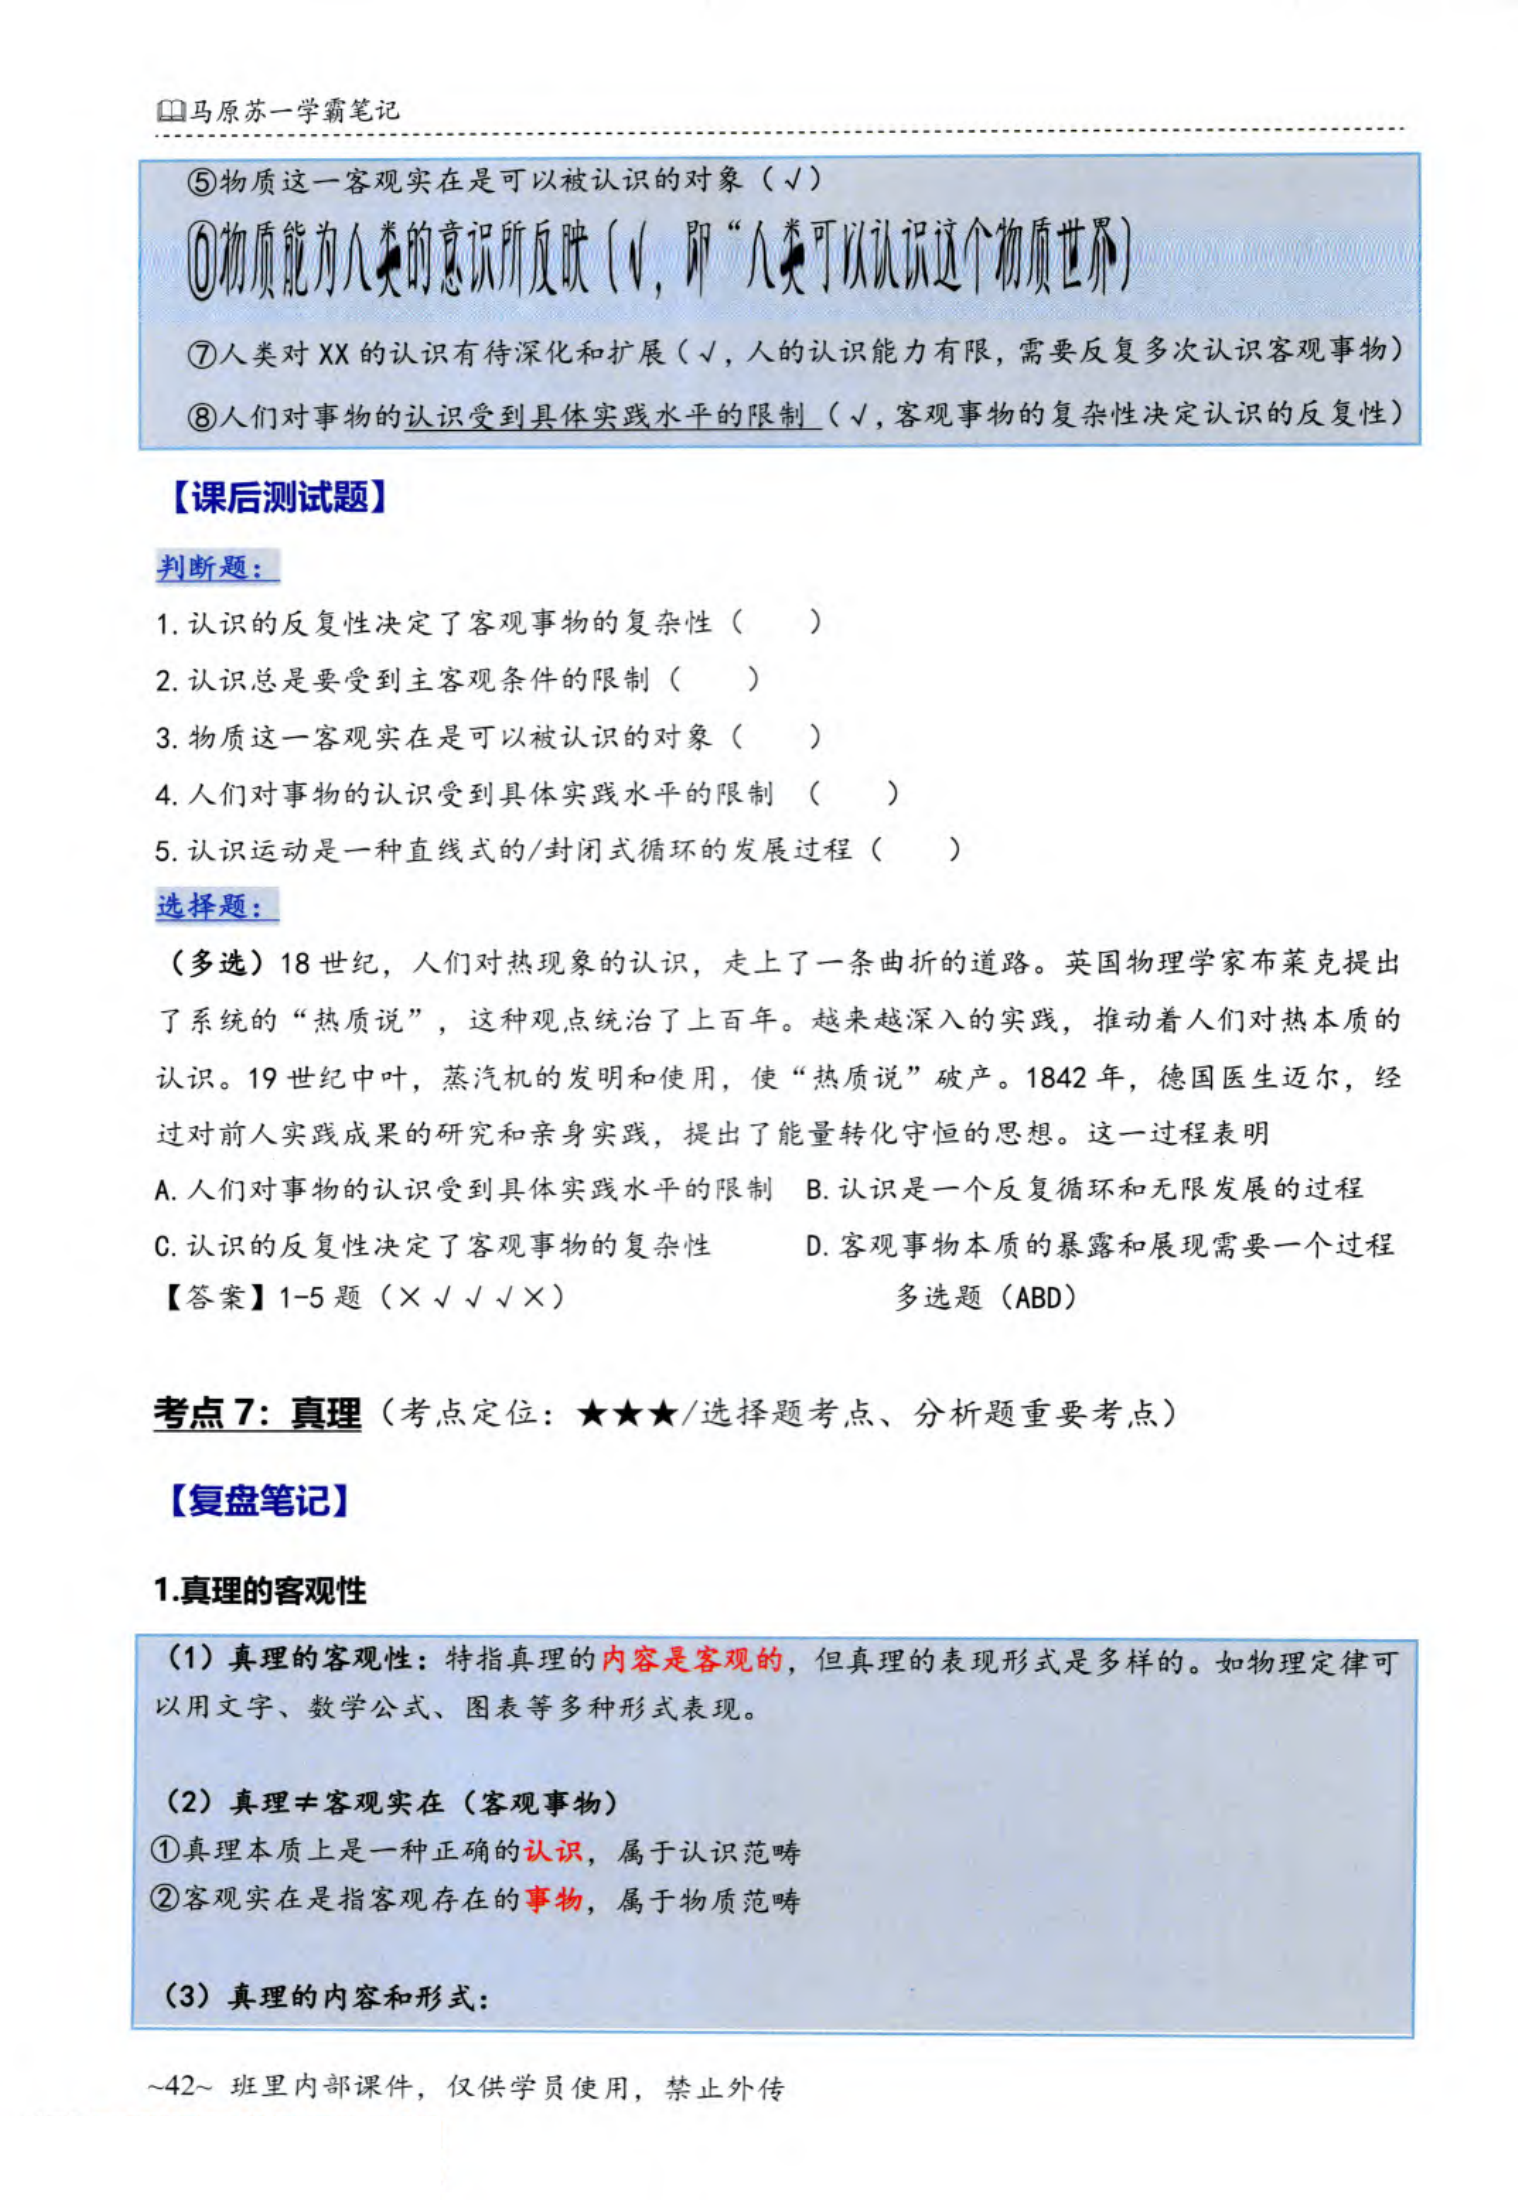 马原苏一学霸笔记
⑤物质这一客观实在是可以被认识的对象（√）
⑥物质能为人类的意识所反映（√，即“人类可以认识这个物质世界）
⑦人类对 XX 的认识有待深化和扩展（√，人的认识能力有限，需要反复多次认识客观事物）
⑧人们对事物的认识受到具体实践水平的限制（√，客观事物的复杂性决定认识的反复性）
【课后测试题】
判断题：
1.认识的反复性决定了客观事物的复杂性（　　）
2.认识总是要受到主客观条件的限制（　　）
3.物质这一客观实在是可以被认识的对象（　　）
4.人们对事物的认识受到具体实践水平的限制 （　　）
5.认识运动是一种直线式的/封闭式循环的发展过程（　　）
选择题：
（多选）18 世纪，人们对热现象的认识，走上了一条曲折的道路。英国物理学家布莱克提出
了系统的“热质说”，这种观点统治了上百年。越来越深入的实践，推动着人们对热本质的
认识。19 世纪中叶，蒸汽机的发明和使用，使“热质说”破产。1842 年，德国医生迈尔，经
过对前人实践成果的研究和亲身实践，提出了能量转化守恒的思想。这一过程表明
A.人们对事物的认识受到具体实践水平的限制　B.认识是一个反复循环和无限发展的过程
C.认识的反复性决定了客观事物的复杂性　D.客观事物本质的暴露和展现需要一个过程
【答案】1-5 题（×√√√×）　多选题（ABD）
考点 7：真理（考点定位：★★★/选择题考点、分析题重要考点）
【复盘笔记】
1.真理的客观性
（1）真理的客观性：特指真理的内容是客观的，但真理的表现形式是多样的。如物理定律可
以用文字、数学公式、图表等多种形式表现。
（2）真理≠客观实在（客观事物）
①真理本质上是一种正确的认识，属于认识范畴
②客观实在是指客观存在的事物，属于物质范畴
（3）真理的内容和形式：
~42~ 班里内部课件，仅供学员使用，禁止外传